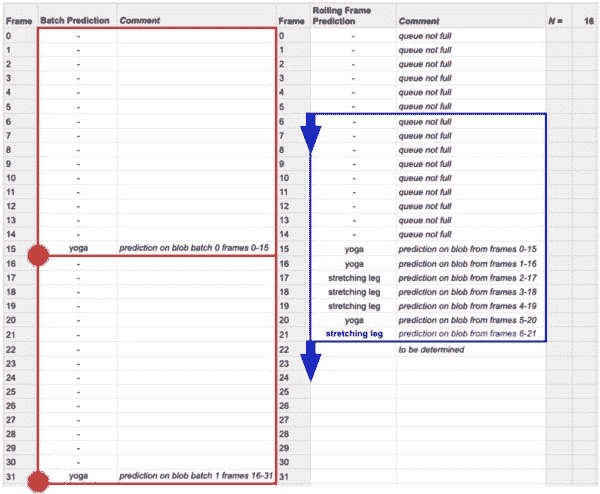 Frame Batch Prediction Comment Frame Rolling Frame Prediction Comment N = 16
0 - 0 - queue not full
1 - 1 - queue not full
2 - 2 - queue not full
3 - 3 - queue not full
4 - 4 - queue not full
5 - 5 - queue not full
6 - 6 - queue not full
7 - 7 - queue not full
8 - 8 - queue not full
9 - 9 - queue not full
10 - 10 - queue not full
11 - 11 - queue not full
12 - 12 - queue not full
13 - 13 - queue not full
14 - 14 - queue not full
15 yoga prediction on blob batch 0 frames 0-15 15 yoga prediction on blob from frames 0-15
16 - 16 yoga prediction on blob from frames 1-16
17 - 17 stretching leg prediction on blob from frames 2-17
18 - 18 stretching leg prediction on blob from frames 3-18
19 - 19 stretching leg prediction on blob from frames 4-19
20 - 20 yoga prediction on blob from frames 5-20
21 - 21 stretching leg prediction on blob from frames 6-21
22 - 22 to be determined
23 - 23
24 - 24
25 - 25
26 - 26
27 - 27
28 - 28
29 - 29
30 - 30
31 yoga prediction on blob batch 1 frames 16-31 31